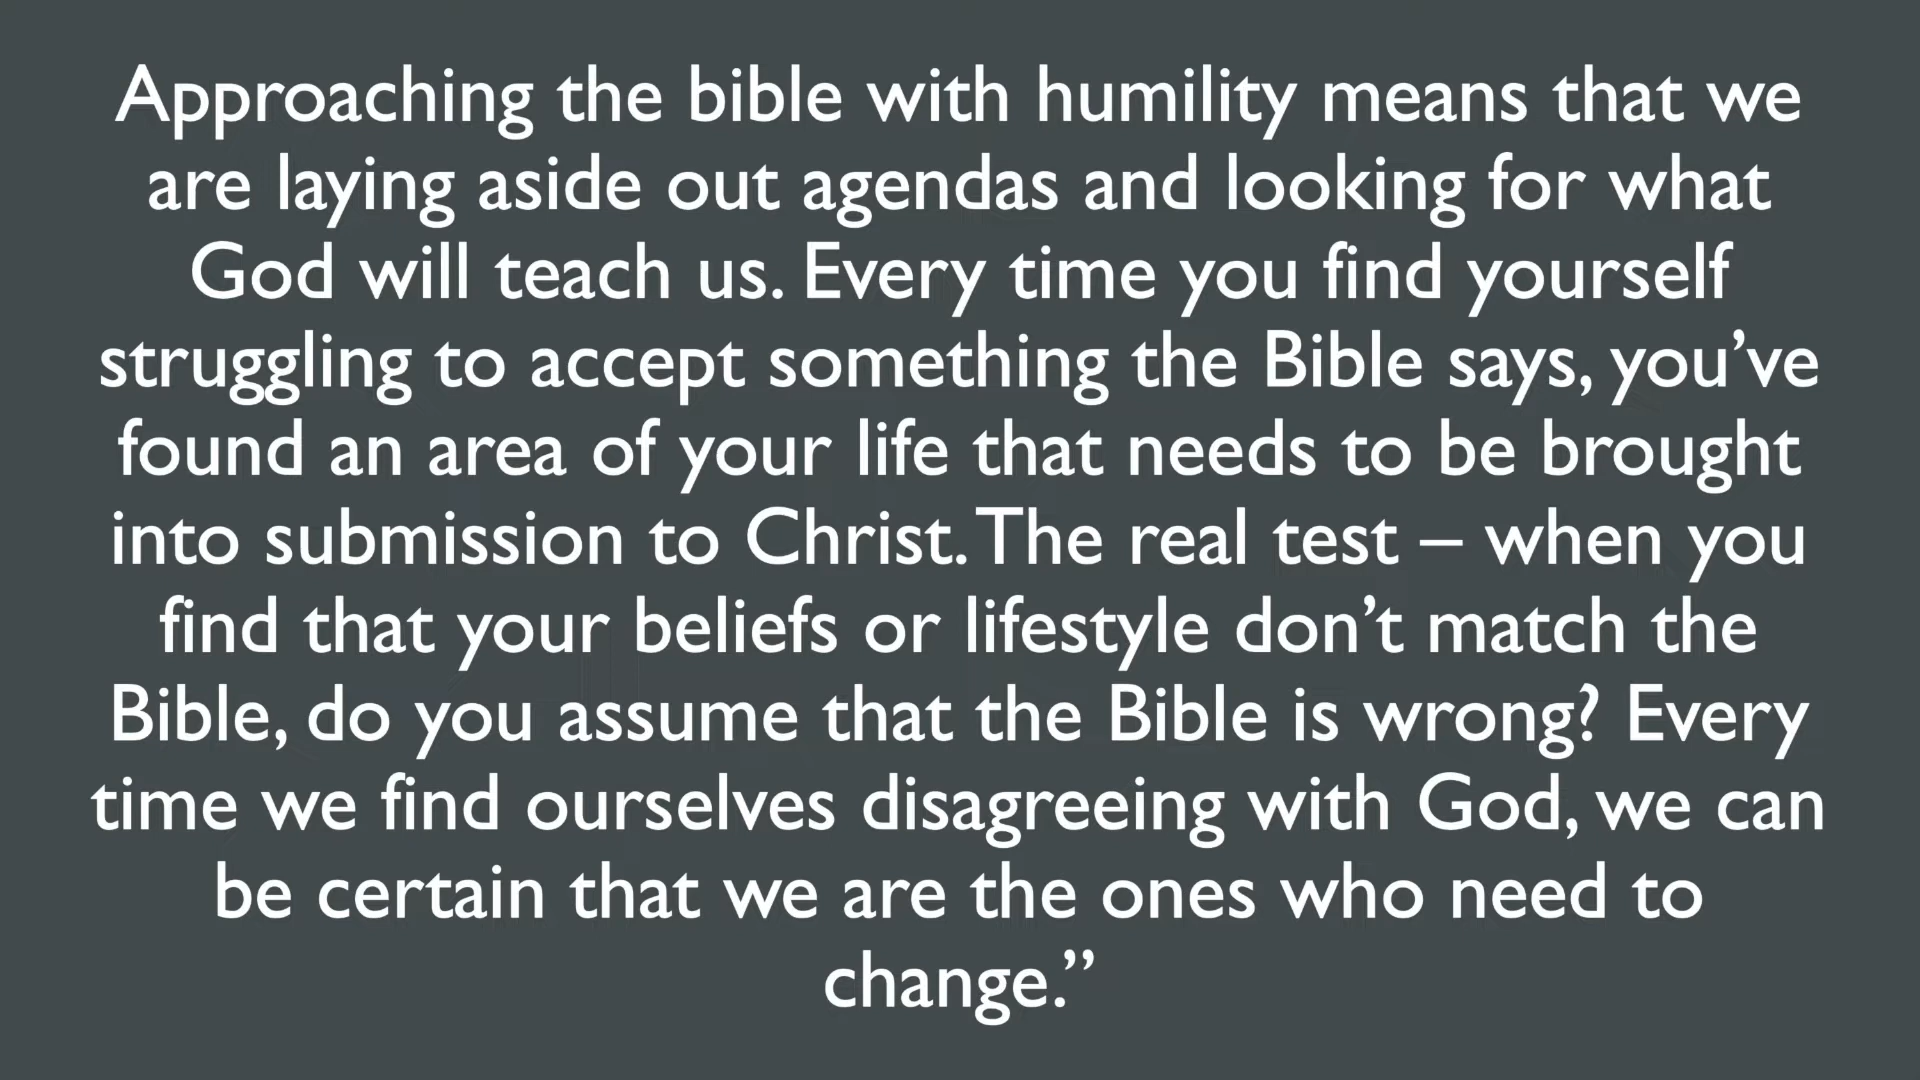 Approaching the bible with humility means that we
are laying aside out agendas and looking for what
God will teach us. Every time you find yourself
struggling to accept something the Bible says, you’ve
found an area of your life that needs to be brought
into submission to Christ. The real test – when you
find that your beliefs or lifestyle don’t match the
Bible, do you assume that the Bible is wrong? Every
time we find ourselves disagreeing with God, we can
be certain that we are the ones who need to
change.”